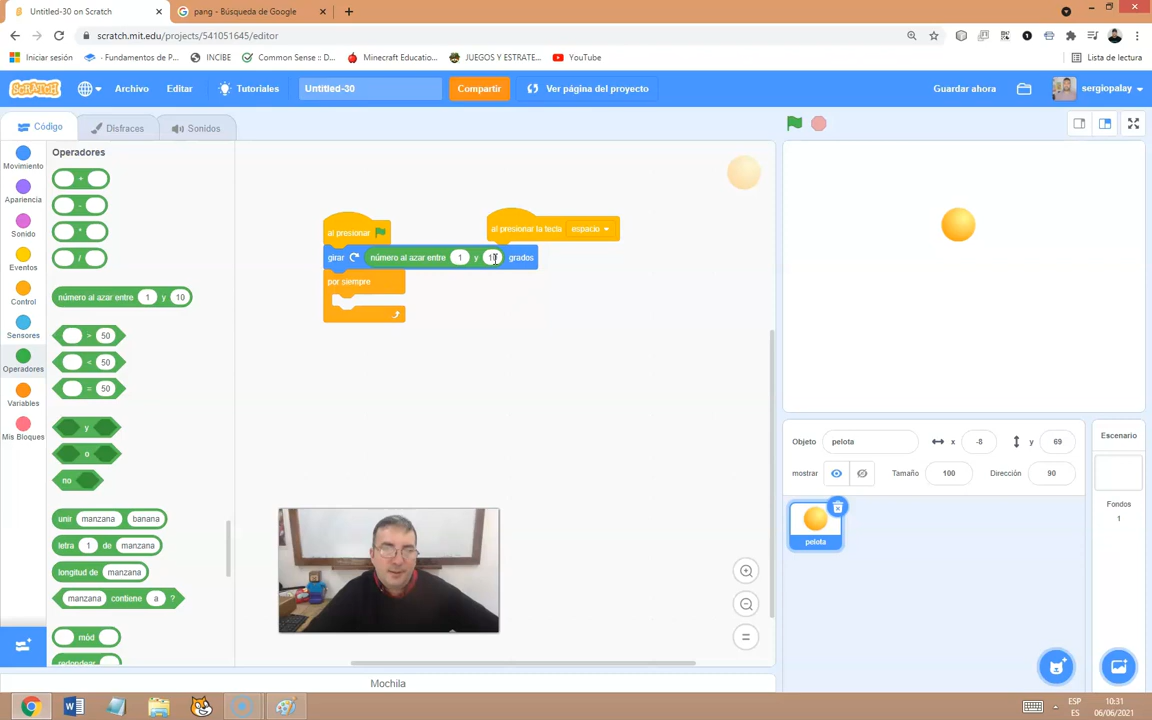 Untitled-30 on Scratch
pang - Búsqueda de Google
scratch.mit.edu/projects/541051645/editor
Iniciar sesión
- Fundamentos de P...
INCIBE
Common Sense :: D...
Minecraft Educatio...
JUEGOS Y ESTRATE...
YouTube
Lista de lectura
SCRATCH
Archivo
Editar
Tutoriales
Untitled-30
Compartir
Ver página del proyecto
Guardar ahora
sergiopalay
Código
Disfraces
Sonidos
Movimiento
Apariencia
Sonido
Eventos
Control
Sensores
Operadores
Variables
Mis Bloques
Operadores
+
-
*
/
número al azar entre 1 y 10
> 50
< 50
= 50
y
o
no
unir manzana banana
letra 1 de manzana
longitud de manzana
manzana contiene a ?
mód
redondear
al presionar
girar número al azar entre 1 y 10 grados
por siempre
al presionar la tecla espacio
Objeto
pelota
x
-8
y
69
mostrar
Tamaño
100
Dirección
90
pelota
Escenario
Fondos
1
Mochila
ESP
ES
10:31
06/06/2021